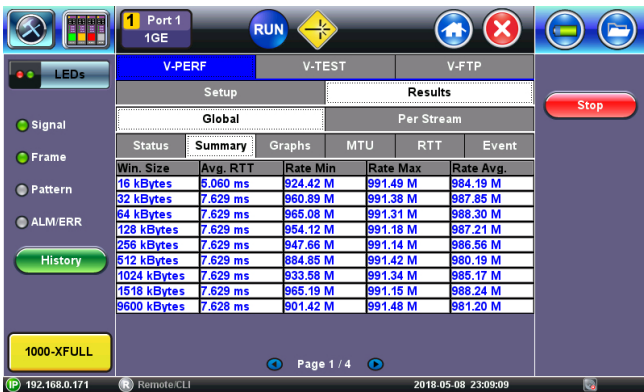 1 Port 1
1GE
RUN
LEDs
V-PERF V-TEST V-FTP
Setup Results
Stop
Global Per Stream
Signal
Status Summary Graphs MTU RTT Event
Frame
Win. Size Avg. RTT Rate Min Rate Max Rate Avg.
16 kBytes 5.060 ms 924.42 M 991.49 M 984.19 M
32 kBytes 7.629 ms 960.89 M 991.38 M 987.85 M
Pattern
64 kBytes 7.629 ms 965.08 M 991.31 M 988.30 M
128 kBytes 7.629 ms 954.12 M 991.18 M 987.21 M
ALM/ERR
256 kBytes 7.629 ms 947.66 M 991.14 M 986.56 M
History
512 kBytes 7.629 ms 884.85 M 991.42 M 980.19 M
1024 kBytes 7.629 ms 933.58 M 991.34 M 985.17 M
1518 kBytes 7.629 ms 965.19 M 991.15 M 988.24 M
9600 kBytes 7.628 ms 901.42 M 991.48 M 981.20 M
1000-XFULL
Page 1 / 4
IP 192.168.0.171 R Remote/CLI 2018-05-08 23:09:09